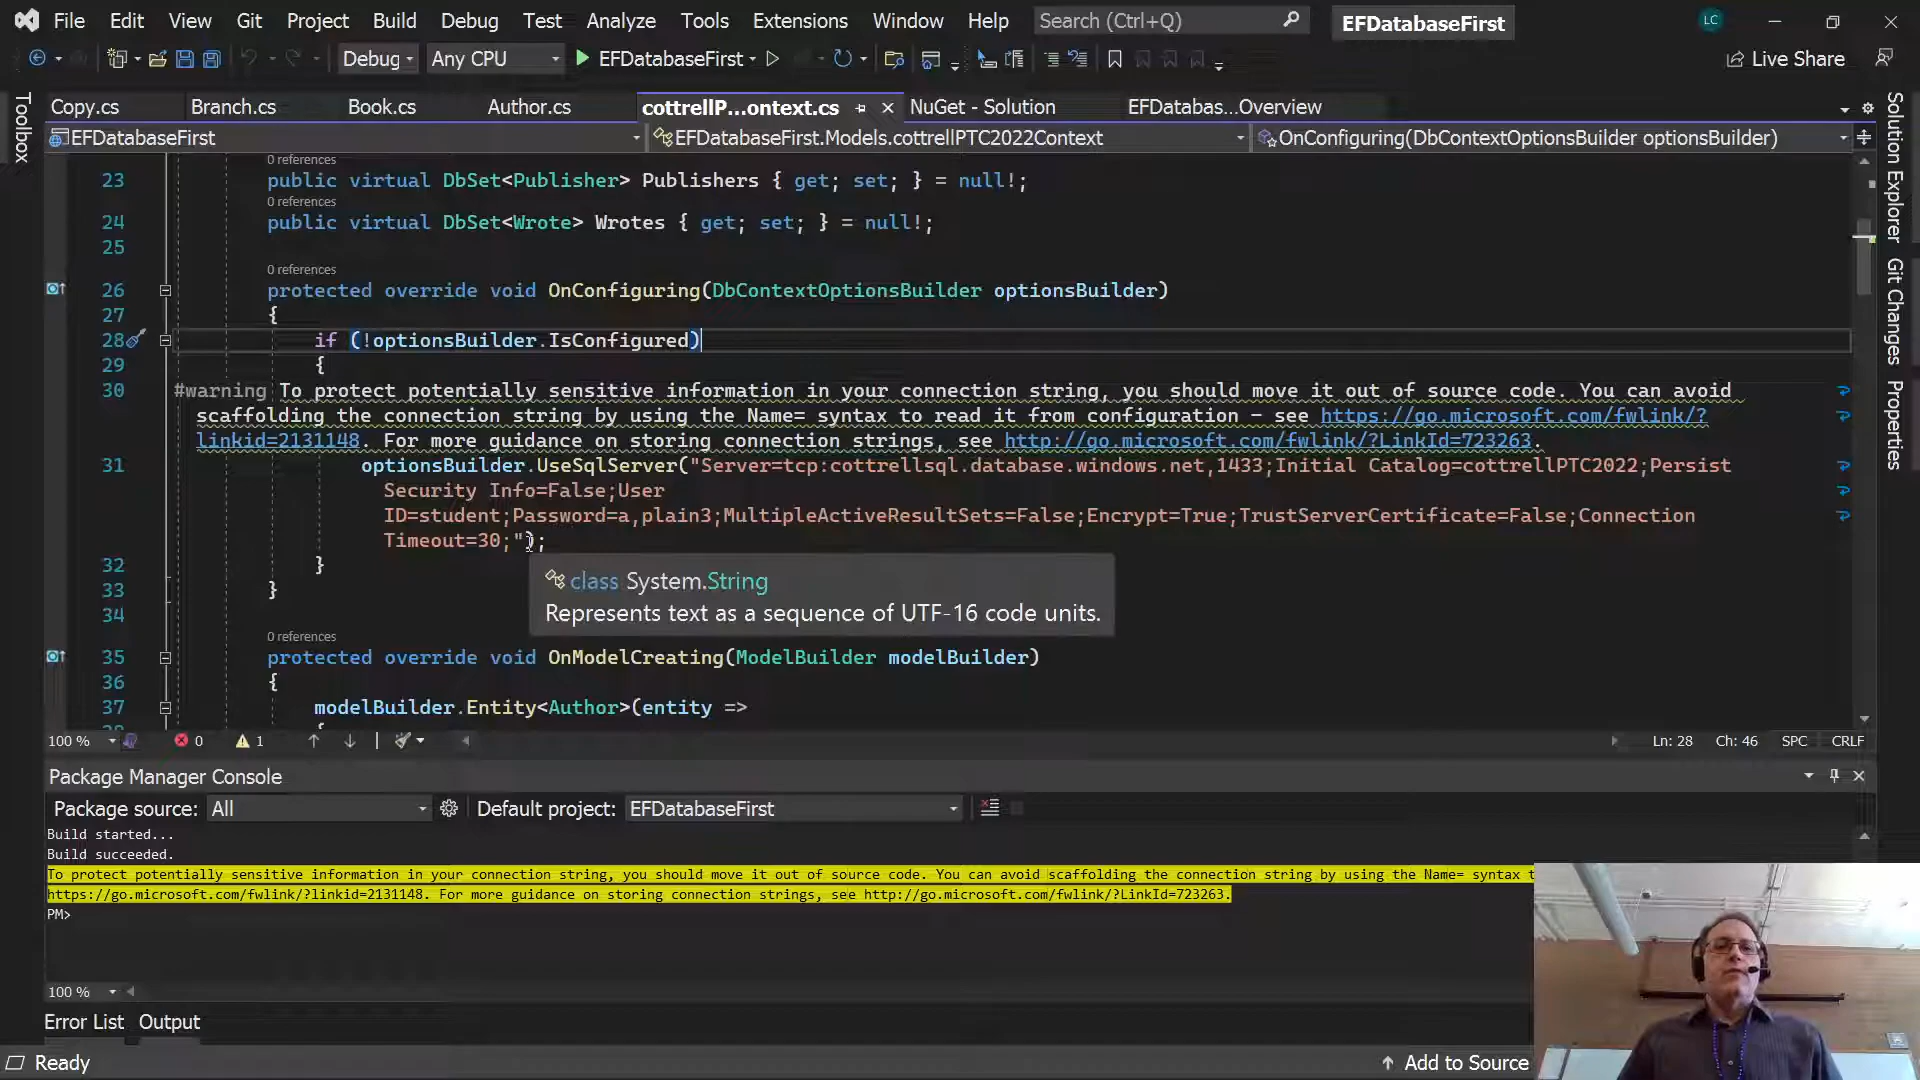 File Edit View Git Project Build Debug Test Analyze Tools Extensions Window Help Search (Ctrl+Q) EFDatabaseFirst LC
Debug Any CPU EFDatabaseFirst Live Share
Copy.cs Branch.cs Book.cs Author.cs cottrellP...ontext.cs NuGet - Solution EFDatabas...Overview
EFDatabaseFirst EFDatabaseFirst.Models.cottrellPTC2022Context OnConfiguring(DbContextOptionsBuilder optionsBuilder)
Toolbox
Solution Explorer
Git Changes
Properties
0 references
23 public virtual DbSet<Publisher> Publishers { get; set; } = null!;
0 references
24 public virtual DbSet<Wrote> Wrotes { get; set; } = null!;
25
0 references
26 protected override void OnConfiguring(DbContextOptionsBuilder optionsBuilder)
27 {
28 if (!optionsBuilder.IsConfigured)
29 {
30 #warning To protect potentially sensitive information in your connection string, you should move it out of source code. You can avoid
scaffolding the connection string by using the Name= syntax to read it from configuration - see https://go.microsoft.com/fwlink/?
linkid=2131148. For more guidance on storing connection strings, see http://go.microsoft.com/fwlink/?LinkId=723263.
31 optionsBuilder.UseSqlServer("Server=tcp:cottrellsql.database.windows.net,1433;Initial Catalog=cottrellPTC2022;Persist
Security Info=False;User
ID=student;Password=a,plain3;MultipleActiveResultSets=False;Encrypt=True;TrustServerCertificate=False;Connection
Timeout=30;");
32 }
class System.String
Represents text as a sequence of UTF-16 code units.
33 }
34
0 references
35 protected override void OnModelCreating(ModelBuilder modelBuilder)
36 {
37 modelBuilder.Entity<Author>(entity =>
{
100 % 0 1 Ln: 28 Ch: 46 SPC CRLF
Package Manager Console
Package source: All Default project: EFDatabaseFirst
Build started...
Build succeeded.
To protect potentially sensitive information in your connection string, you should move it out of source code. You can avoid scaffolding the connection string by using the Name= syntax t
https://go.microsoft.com/fwlink/?linkid=2131148. For more guidance on storing connection strings, see http://go.microsoft.com/fwlink/?LinkId=723263.
PM>
100 %
Error List Output
Ready Add to Source